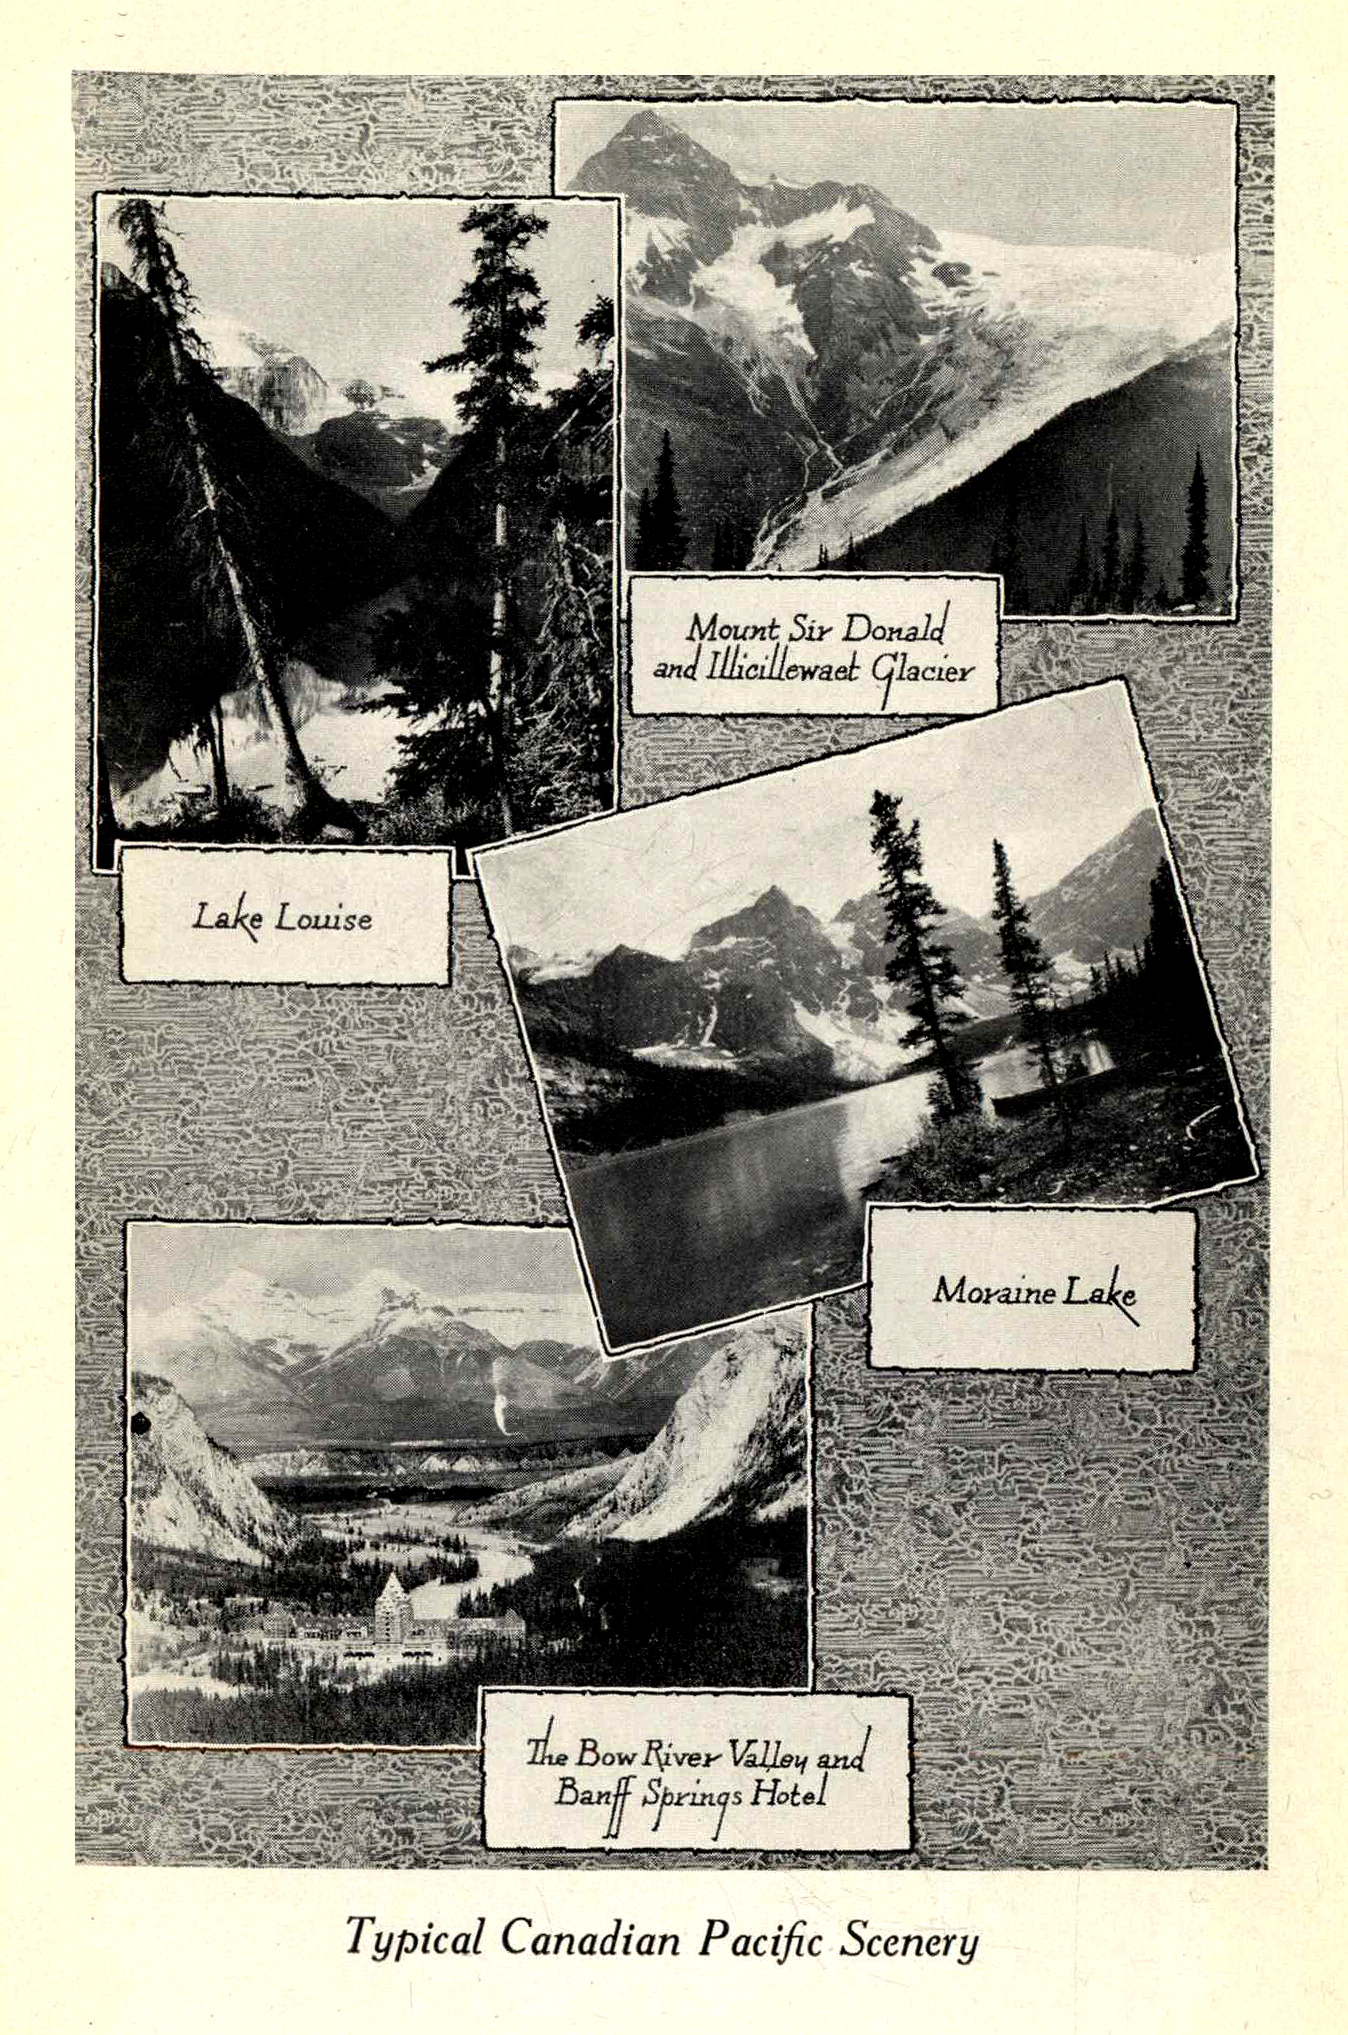 Mount Sir Donald
and Illicillewaet Glacier
Lake Louise
Moraine Lake
The Bow River Valley and
Banff Springs Hotel
Typical Canadian Pacific Scenery